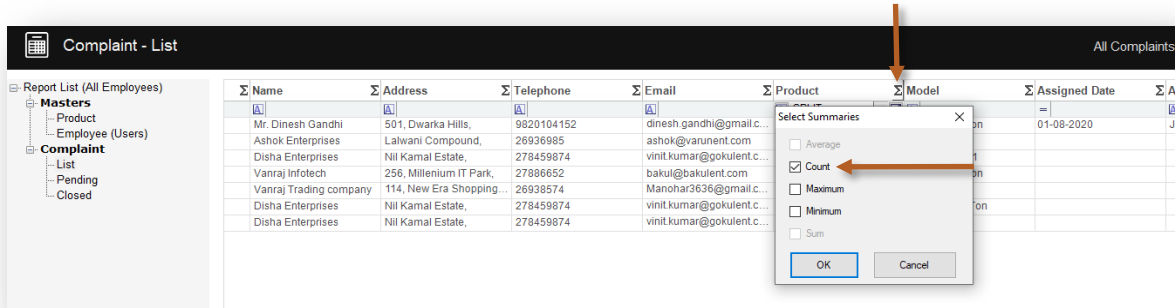 Complaint - List
All Complaints
Report List (All Employees)
Masters
Product
Employee (Users)
Complaint
List
Pending
Closed
Σ Name Σ Address Σ Telephone Σ Email Σ Product Σ Model Σ Assigned Date Σ A
A A A A SPLIT = A
Mr. Dinesh Gandhi 501, Dwarka Hills, 9820104152 dinesh.gandhi@gmail.c... on 01-08-2020 J
Ashok Enterprises Lalwani Compound, 26936985 ashok@varunent.com
Disha Enterprises Nil Kamal Estate, 278459874 vinit.kumar@gokulent.c...
Vanraj Infotech 256, Millenium IT Park, 27886652 bakul@bakulent.com on
Vanraj Trading company 114, New Era Shopping... 26938574 Manohar3636@gmail.c...
Disha Enterprises Nil Kamal Estate, 278459874 vinit.kumar@gokulent.c... Ton
Disha Enterprises Nil Kamal Estate, 278459874 vinit.kumar@gokulent.c...
Select Summaries
Average
Count
Maximum
Minimum
Sum
OK Cancel